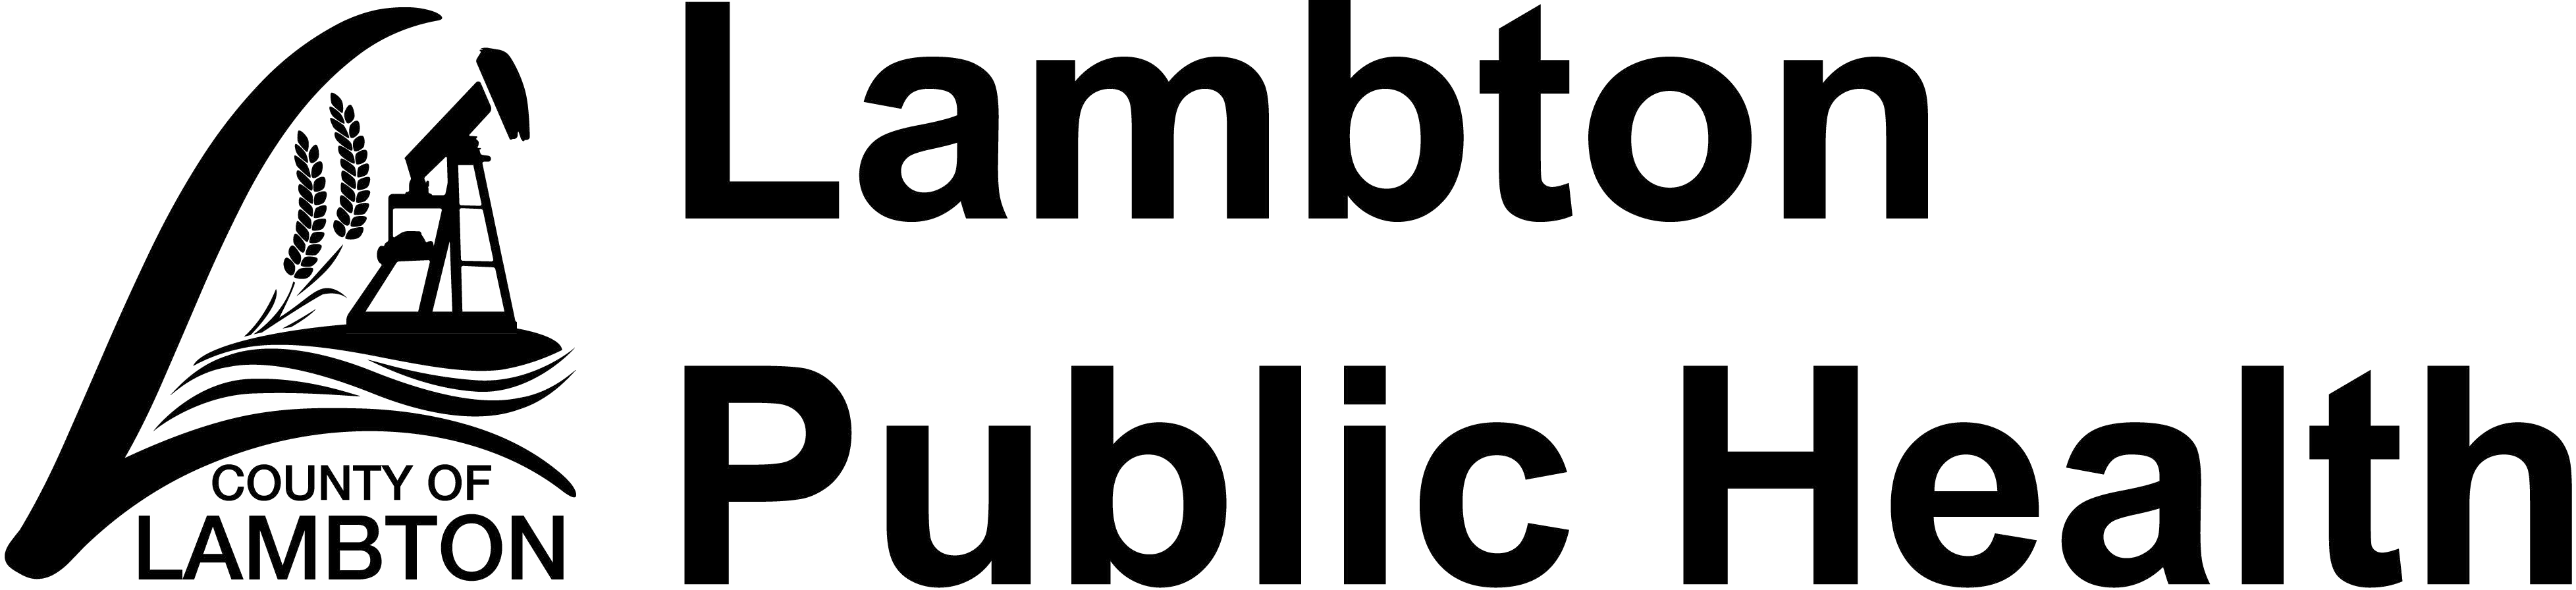 COUNTY OF
LAMBTON
Lambton
Public Health